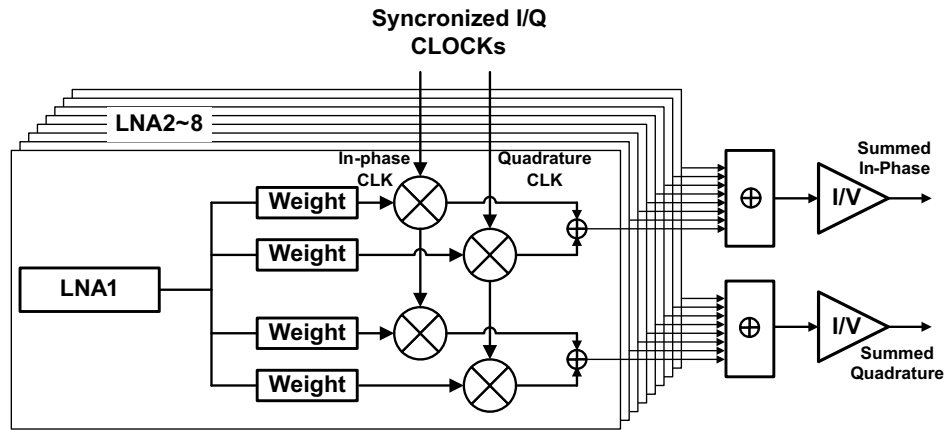 Syncronized I/Q
CLOCKs
LNA2~8
In-phase
CLK
Quadrature
CLK
Summed
In-Phase
Weight
I/V
Weight
LNA1
Weight
I/V
Weight
Summed
Quadrature